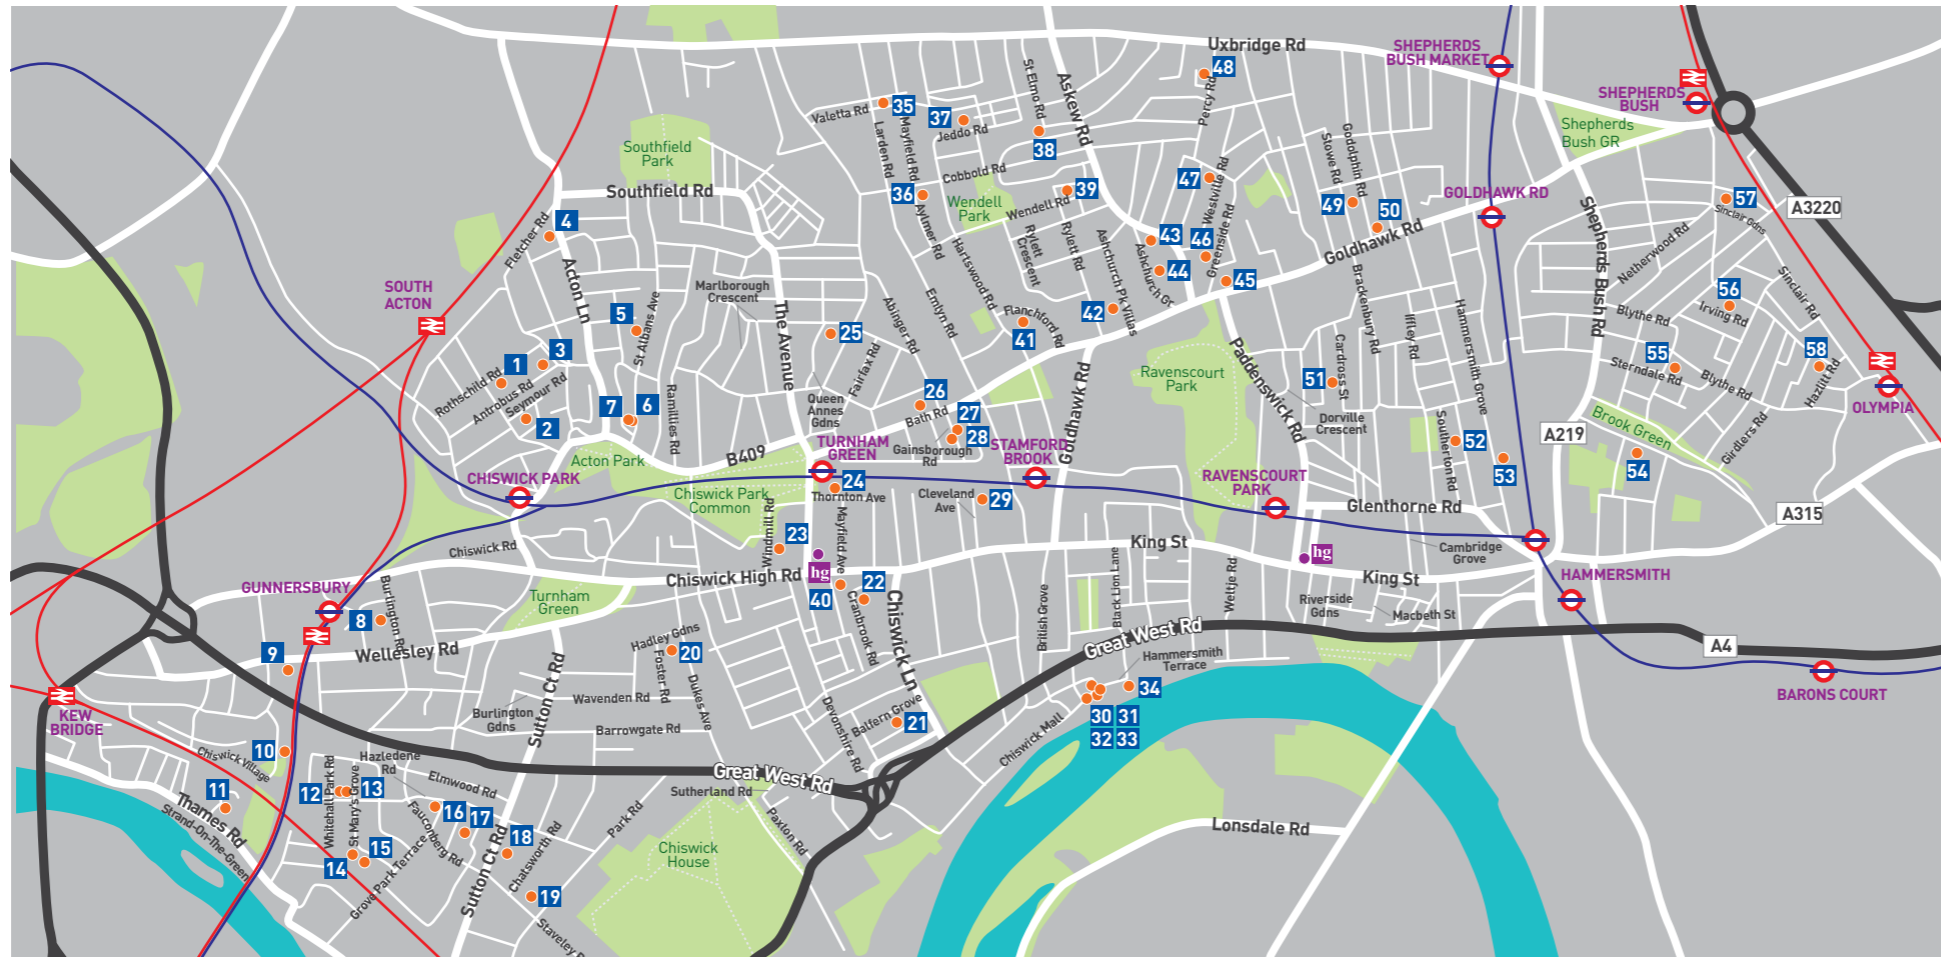 Uxbridge Rd
SHEPHERDS
BUSH MARKET
48
St Elmo Rd
Askew Rd
Percy Rd
SHEPHERDS
BUSH
35
37
Valetta Rd
Larden Rd
Mayfield Rd
Jeddo Rd
38
Shepherds
Bush GR
Stowe Rd
Godolphin Rd
Southfield
Park
Cobbold Rd
47
Westville Rd
Southfield Rd
36
39
Wendell
Park
Wendell Rd
GOLDHAWK RD
49
50
57
Sinclair Gdns
A3220
4
Fletcher Rd
Aylmer Rd
Rylett
Crescent
Rylett Rd
Ashchurch Pk Villas
43
46
Greenside Rd
Goldhawk Rd
Shepherds Bush Rd
Netherwood Rd
Hartswood Rd
44
Ashchurch Gr
45
SOUTH
ACTON
Acton Ln
Marlborough
Crescent
The Avenue
Abinger Rd
Emlyn Rd
Brackenbury Rd
Iffley Rd
Hammersmith Grove
56
Irving Rd
Sinclair Rd
5
St Albans Ave
25
Flanchford Rd
41
42
Blythe Rd
1
3
Rothschild Rd
Antrobus Rd
Seymour Rd
Fairfax Rd
Ravenscourt
Park
Paddenswick Rd
Cardross St
51
55
Sterndale Rd
Blythe Rd
58
Hazlitt Rd
OLYMPIA
7
6
2
Ramillies Rd
Queen
Annes
Gdns
26
Bath Rd
27
28
Goldhawk Rd
Dorville
Crescent
Southerton Rd
52
A219
Brook Green
Girdlers Rd
54
B409
TURNHAM
GREEN
Gainsborough
Rd
STAMFORD
BROOK
Acton Park
CHISWICK PARK
24
Thornton Ave
Chiswick Park
Common
Cleveland
Ave
29
RAVENSCOURT
PARK
53
Glenthorne Rd
A315
Windmill Rd
23
Mayfield Ave
Chiswick Rd
King St
hg
Cambridge
Grove
GUNNERSBURY
Chiswick High Rd
hg
40
22
Cranbrook Rd
Chiswick Ln
British Grove
Black Lion Lane
Weltje Rd
King St
HAMMERSMITH
Turnham
Green
Riverside
Gdns
Macbeth St
8
Burlington Rd
Wellesley Rd
9
Hadley Gdns
20
Foster Rd
Dukes Ave
Great West Rd
Hammersmith
Terrace
A4
34
BARONS COURT
KEW
BRIDGE
Sutton Ct Rd
Wavenden Rd
Burlington
Gdns
Barrowgate Rd
Devonshire Rd
Balfern Grove
21
30
31
32
33
Chiswick Mall
10
Chiswick Village
Hazledene
Rd
Elmwood Rd
Great West Rd
Sutherland Rd
11
Thames Rd
Strand-On-The-Green
12
Whitehall Park Rd
St Mary's Grove
13
16
17
Fauconberg Rd
Park Rd
Paxton Rd
Lonsdale Rd
14
15
Grove Park Terrace
18
Sutton Ct Rd
Chatsworth Rd
Chiswick
House
19
Staveley R